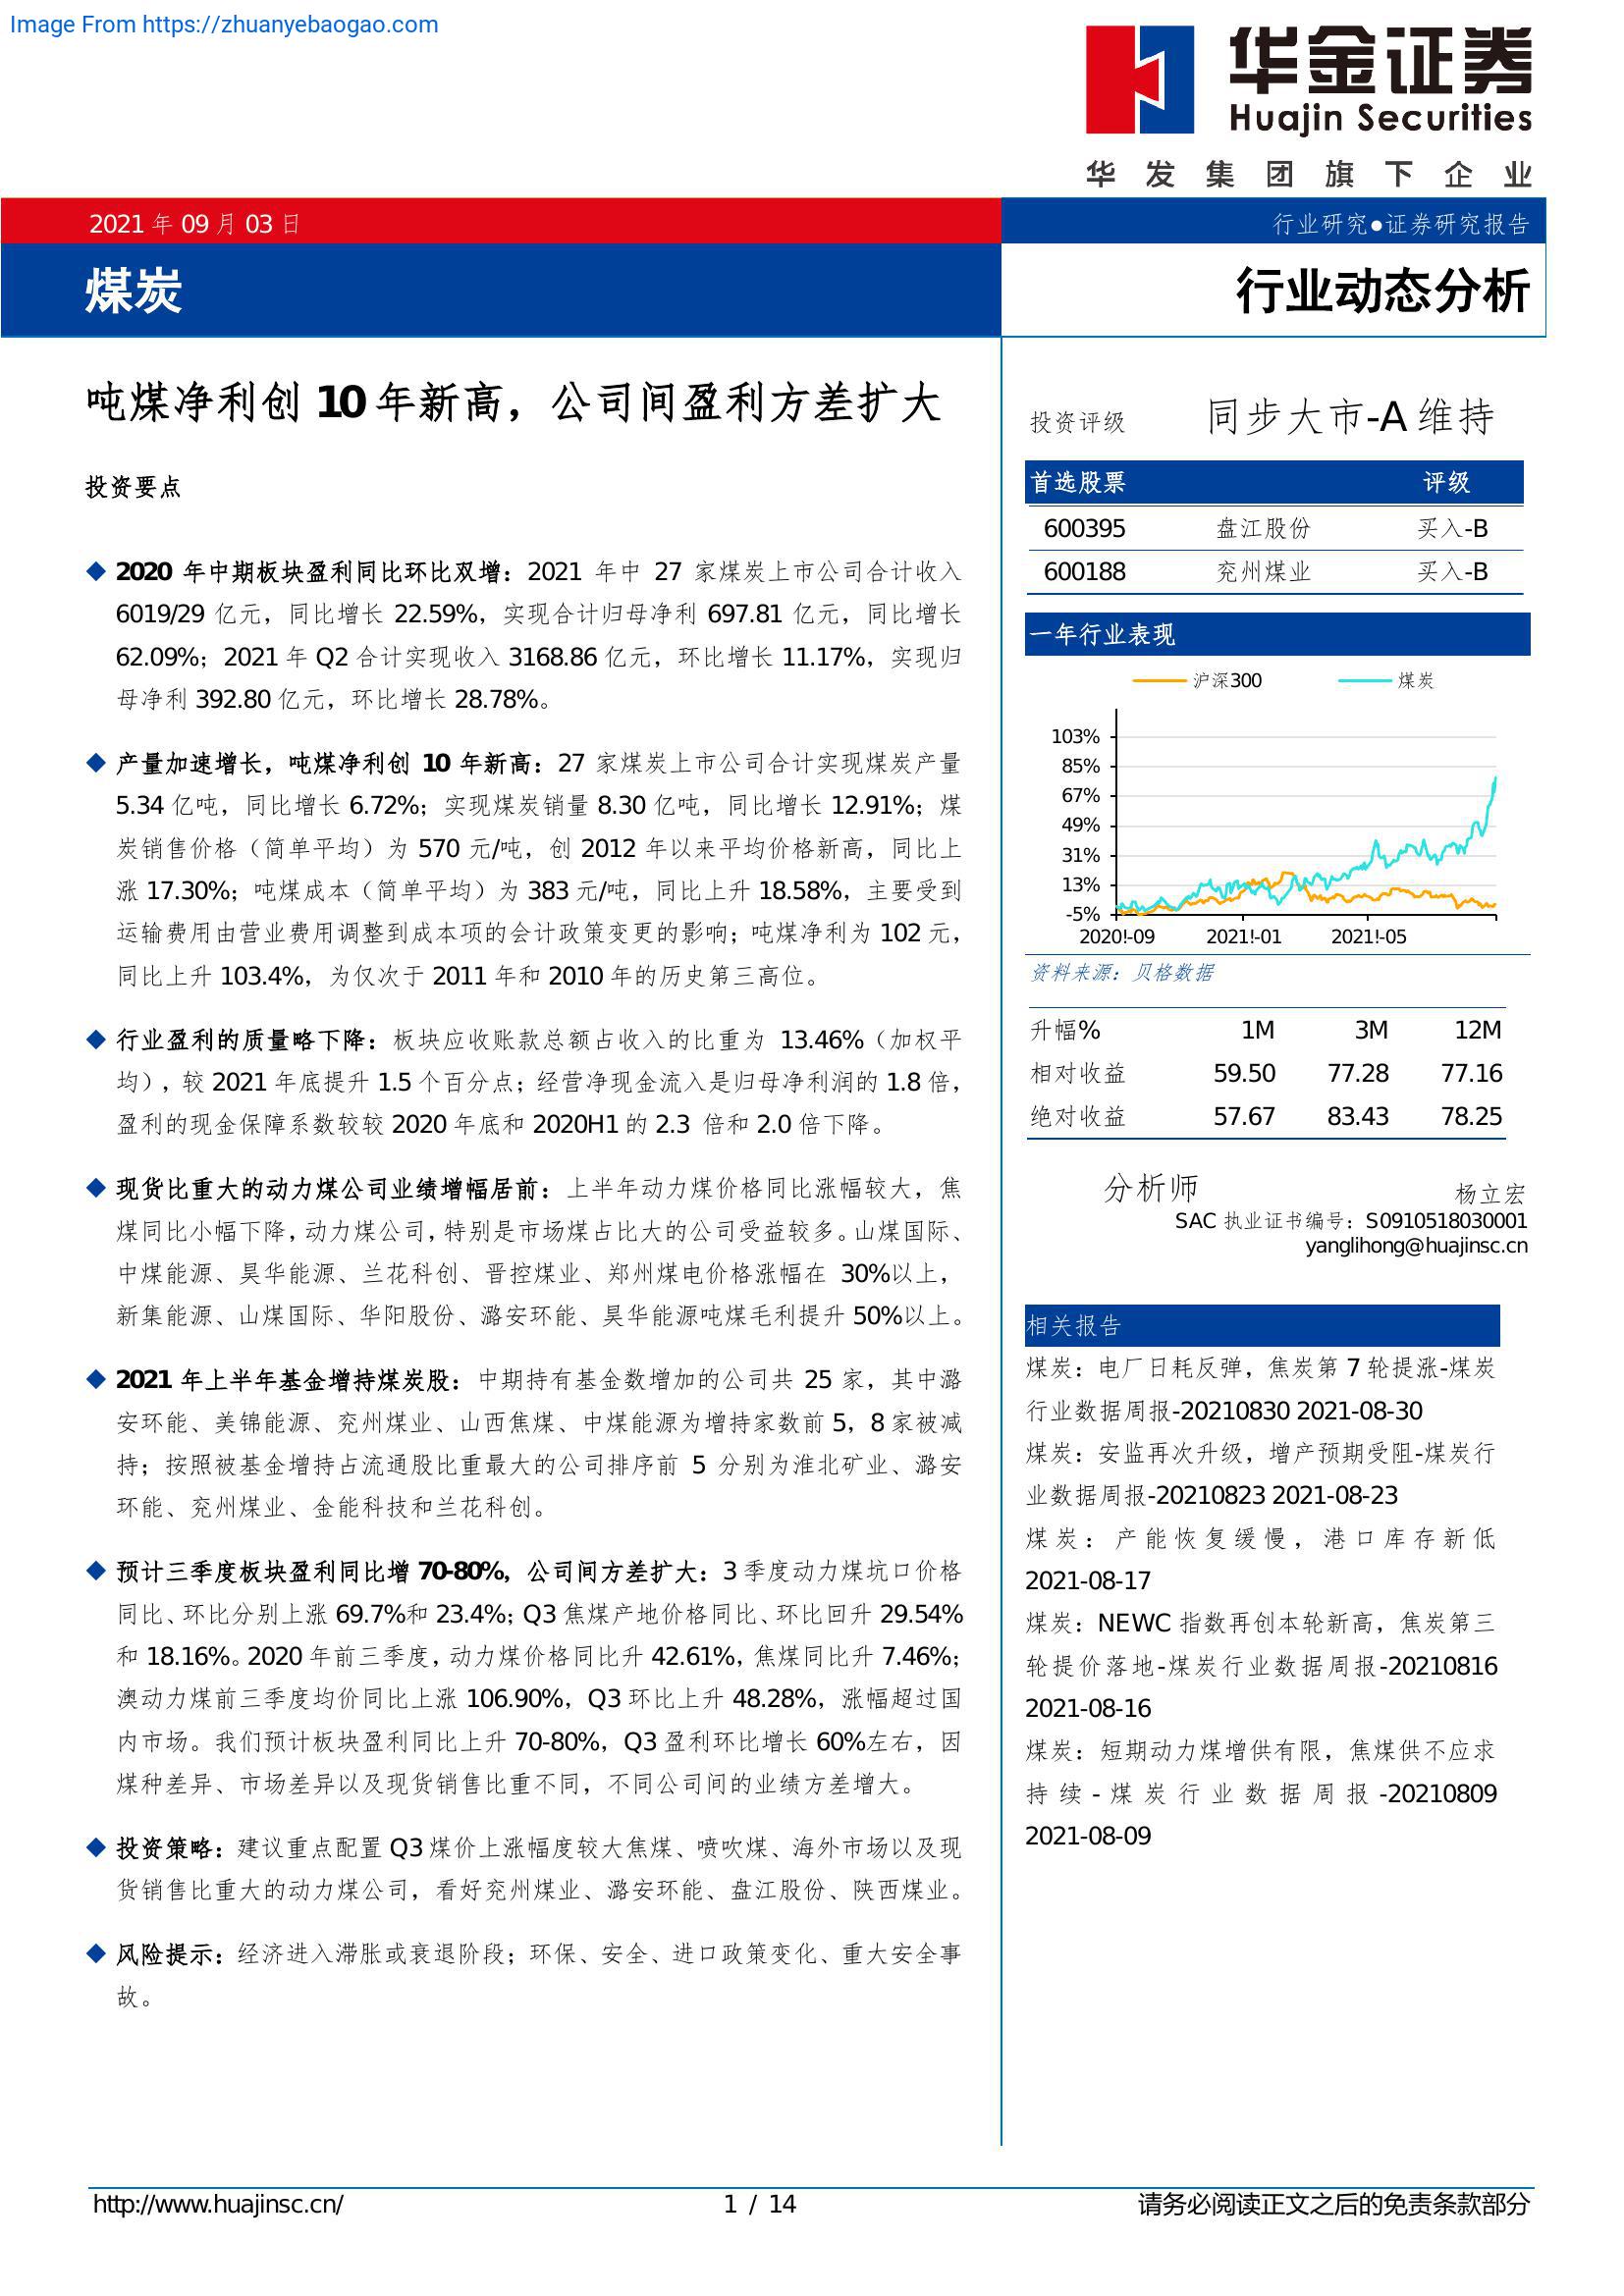 Image From https://zhuanyebaogao.com
华金证券
Huajin Securities
华发集团旗下企业
2021 年 09 月 03 日
行业研究●证券研究报告
煤炭
行业动态分析
吨煤净利创 10 年新高，公司间盈利方差扩大
投资要点
◆ 2020 年中期板块盈利同比环比双增：2021 年中 27 家煤炭上市公司合计收入
6019/29 亿元，同比增长 22.59%，实现合计归母净利 697.81 亿元，同比增长
62.09%；2021 年 Q2 合计实现收入 3168.86 亿元，环比增长 11.17%，实现归
母净利 392.80 亿元，环比增长 28.78%。
◆ 产量加速增长，吨煤净利创 10 年新高：27 家煤炭上市公司合计实现煤炭产量
5.34 亿吨，同比增长 6.72%；实现煤炭销量 8.30 亿吨，同比增长 12.91%；煤
炭销售价格（简单平均）为 570 元/吨，创 2012 年以来平均价格新高，同比上
涨 17.30%；吨煤成本（简单平均）为 383 元/吨，同比上升 18.58%，主要受到
运输费用由营业费用调整到成本项的会计政策变更的影响；吨煤净利为 102 元，
同比上升 103.4%，为仅次于 2011 年和 2010 年的历史第三高位。
◆ 行业盈利的质量略下降：板块应收账款总额占收入的比重为 13.46%（加权平
均），较 2021 年底提升 1.5 个百分点；经营净现金流入是归母净利润的 1.8 倍，
盈利的现金保障系数较较 2020 年底和 2020H1 的 2.3 倍和 2.0 倍下降。
◆ 现货比重大的动力煤公司业绩增幅居前：上半年动力煤价格同比涨幅较大，焦
煤同比小幅下降，动力煤公司，特别是市场煤占比大的公司受益较多。山煤国际、
中煤能源、昊华能源、兰花科创、晋控煤业、郑州煤电价格涨幅在 30%以上，
新集能源、山煤国际、华阳股份、潞安环能、昊华能源吨煤毛利提升 50%以上。
◆ 2021 年上半年基金增持煤炭股：中期持有基金数增加的公司共 25 家，其中潞
安环能、美锦能源、兖州煤业、山西焦煤、中煤能源为增持家数前 5，8 家被减
持；按照被基金增持占流通股比重最大的公司排序前 5 分别为淮北矿业、潞安
环能、兖州煤业、金能科技和兰花科创。
◆ 预计三季度板块盈利同比增 70-80%，公司间方差扩大：3 季度动力煤坑口价格
同比、环比分别上涨 69.7%和 23.4%；Q3 焦煤产地价格同比、环比回升 29.54%
和 18.16%。2020 年前三季度，动力煤价格同比升 42.61%，焦煤同比升 7.46%；
澳动力煤前三季度均价同比上涨 106.90%，Q3 环比上升 48.28%，涨幅超过国
内市场。我们预计板块盈利同比上升 70-80%，Q3 盈利环比增长 60%左右，因
煤种差异、市场差异以及现货销售比重不同，不同公司间的业绩方差增大。
◆ 投资策略：建议重点配置 Q3 煤价上涨幅度较大焦煤、喷吹煤、海外市场以及现
货销售比重大的动力煤公司，看好兖州煤业、潞安环能、盘江股份、陕西煤业。
◆ 风险提示：经济进入滞胀或衰退阶段；环保、安全、进口政策变化、重大安全事
故。
投资评级 同步大市-A 维持
首选股票 评级
600395 盘江股份 买入-B
600188 兖州煤业 买入-B
一年行业表现
沪深300 煤炭
103%
85%
67%
49%
31%
13%
-5%
2020!-09 2021!-01 2021!-05
资料来源：贝格数据
升幅% 1M 3M 12M
相对收益 59.50 77.28 77.16
绝对收益 57.67 83.43 78.25
分析师 杨立宏
SAC 执业证书编号：S0910518030001
yanglihong@huajinsc.cn
相关报告
煤炭：电厂日耗反弹，焦炭第 7 轮提涨-煤炭
行业数据周报-20210830 2021-08-30
煤炭：安监再次升级，增产预期受阻-煤炭行
业数据周报-20210823 2021-08-23
煤炭：产能恢复缓慢，港口库存新低
2021-08-17
煤炭：NEWC 指数再创本轮新高，焦炭第三
轮提价落地-煤炭行业数据周报-20210816
2021-08-16
煤炭：短期动力煤增供有限，焦煤供不应求
持续-煤炭行业数据周报-20210809
2021-08-09
http://www.huajinsc.cn/ 1 / 14 请务必阅读正文之后的免责条款部分